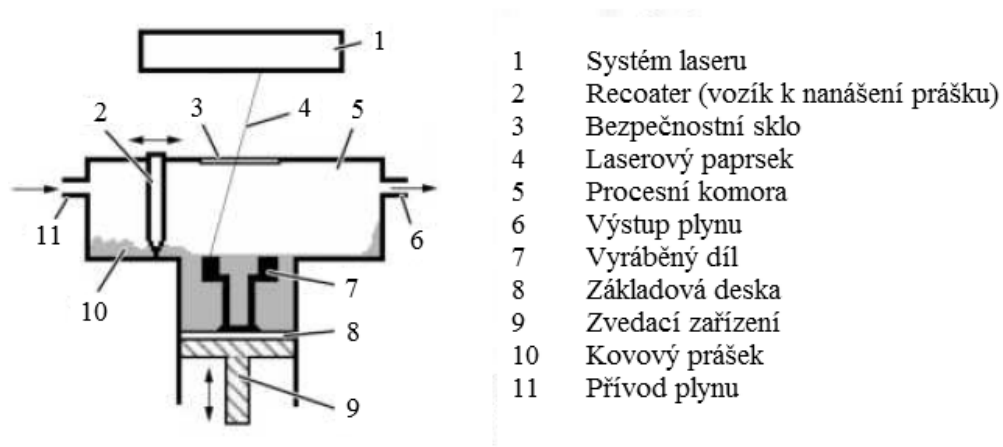 1
2
3
4
5
11
6
7
10
8
9
1 Systém laseru
2 Recoater (vozík k nanášení prášku)
3 Bezpečnostní sklo
4 Laserový paprsek
5 Procesní komora
6 Výstup plynu
7 Vyráběný díl
8 Základová deska
9 Zvedací zařízení
10 Kovový prášek
11 Přívod plynu